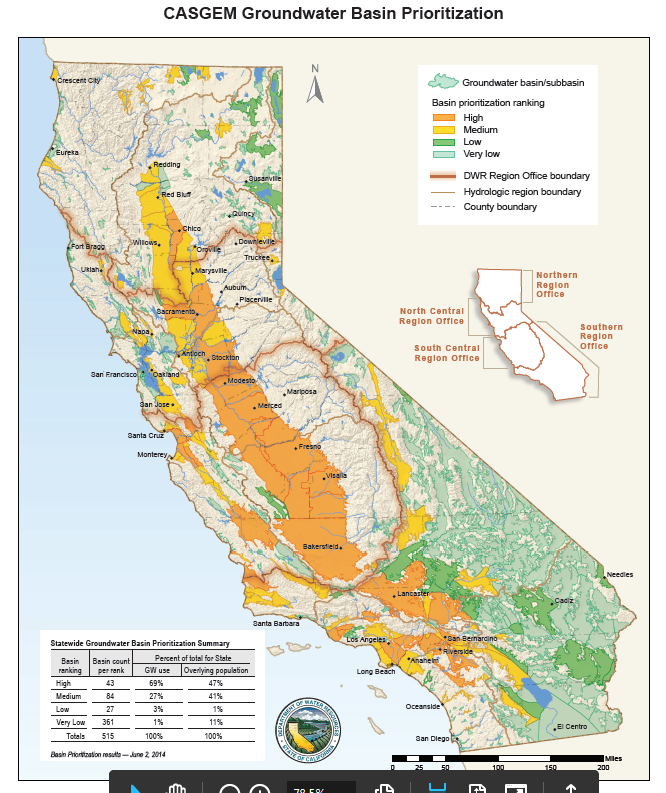 CASGEM Groundwater Basin Prioritization
N
Groundwater basin/subbasin
Basin prioritization ranking
High
Medium
Low
Very low
DWR Region Office boundary
Hydrologic region boundary
County boundary
Northern
Region
Office
North Central
Region Office
South Central
Region Office
Southern
Region
Office
Crescent City
Eureka
Redding
Red Bluff
Susanville
Quincy
Chico
Willows
Oroville
Downieville
Truckee
Fort Bragg
Ukiah
Marysville
Auburn
Placerville
Sacramento
Napa
Antioch
Stockton
San Francisco
Oakland
Modesto
Mariposa
San Jose
Merced
Santa Cruz
Monterey
Fresno
Visalia
Bakersfield
Needles
Lancaster
Cadiz
Santa Barbara
Los Angeles
San Bernardino
Riverside
Anaheim
Long Beach
Oceanside
El Centro
San Diego
Statewide Groundwater Basin Prioritization Summary
Basin ranking Basin count per rank Percent of total for State
GW use Overlying population
High 43 69% 47%
Medium 84 27% 41%
Low 27 3% 1%
Very Low 361 1% 11%
Totals 515 100% 100%
Basin Prioritization results — June 2, 2014
DEPARTMENT OF WATER RESOURCES
STATE OF CALIFORNIA
Miles
0 25 50 100 150 200
78.5%